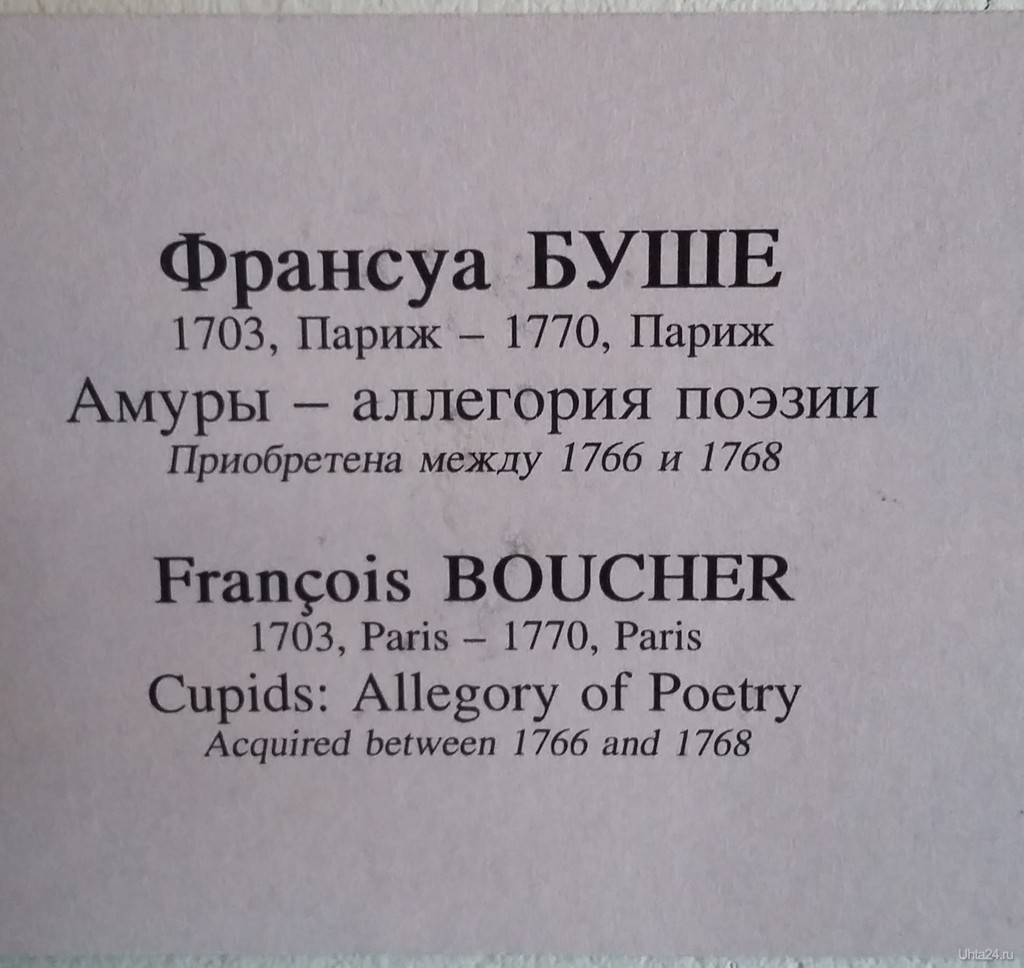 Франсуа БУШЕ
1703, Париж – 1770, Париж
Амуры – аллегория поэзии
Приобретена между 1766 и 1768
François BOUCHER
1703, Paris – 1770, Paris
Cupids: Allegory of Poetry
Acquired between 1766 and 1768
Uhta24.ru